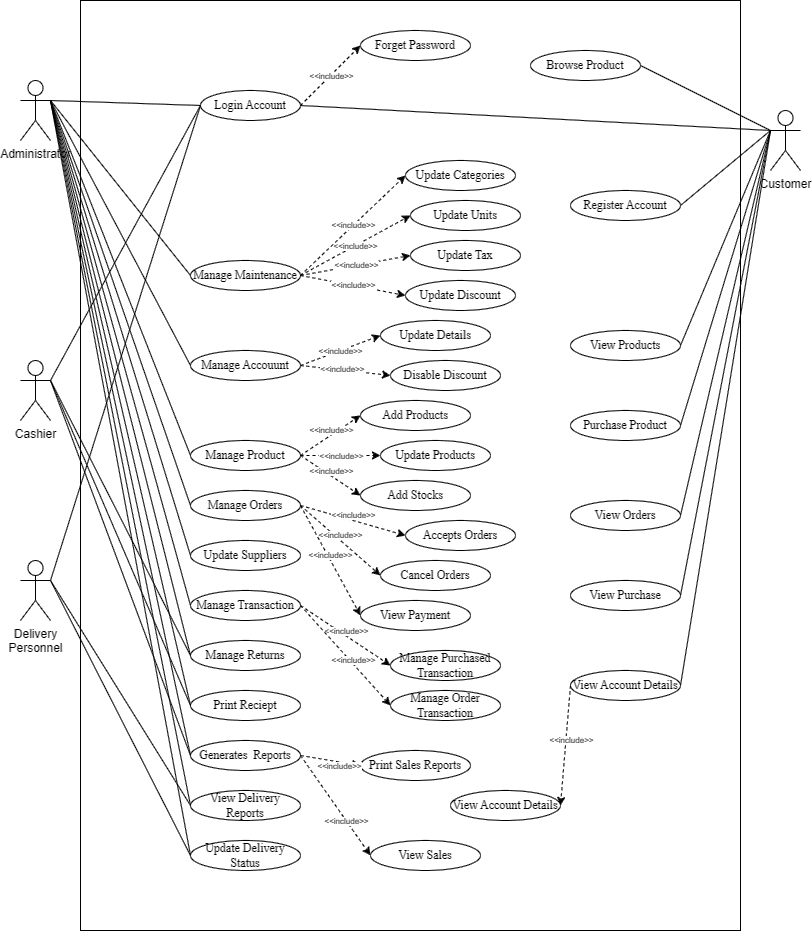 Forget Password
Browse Product
<<include>>
Login Account
Administrator
Customer
Update Categories
Register Account
Update Units
<<include>>
<<include>>
Update Tax
<<include>>
Manage Maintenance
<<include>>
Update Discount
Update Details
View Products
<<include>>
Manage Accouunt
<<include>>
Disable Discount
Cashier
Add Products
Purchase Product
<<include>>
Manage Product
<<include>>
Update Products
<<include>>
Add Stocks
Manage Orders
<<include>>
View Orders
Accepts Orders
<<include>>
Update Suppliers
<<include>>
Cancel Orders
View Purchase
Manage Transaction
View Payment
Delivery
Personnel
<<include>>
Manage Returns
<<include>>
Manage Purchased
Transaction
View Account Details
Print Reciept
Manage Order
Transaction
<<include>>
Generates  Reports
<<include>>
Print Sales Reports
View Delivery
Reports
View Account Details
<<include>>
Update Delivery
Status
View Sales